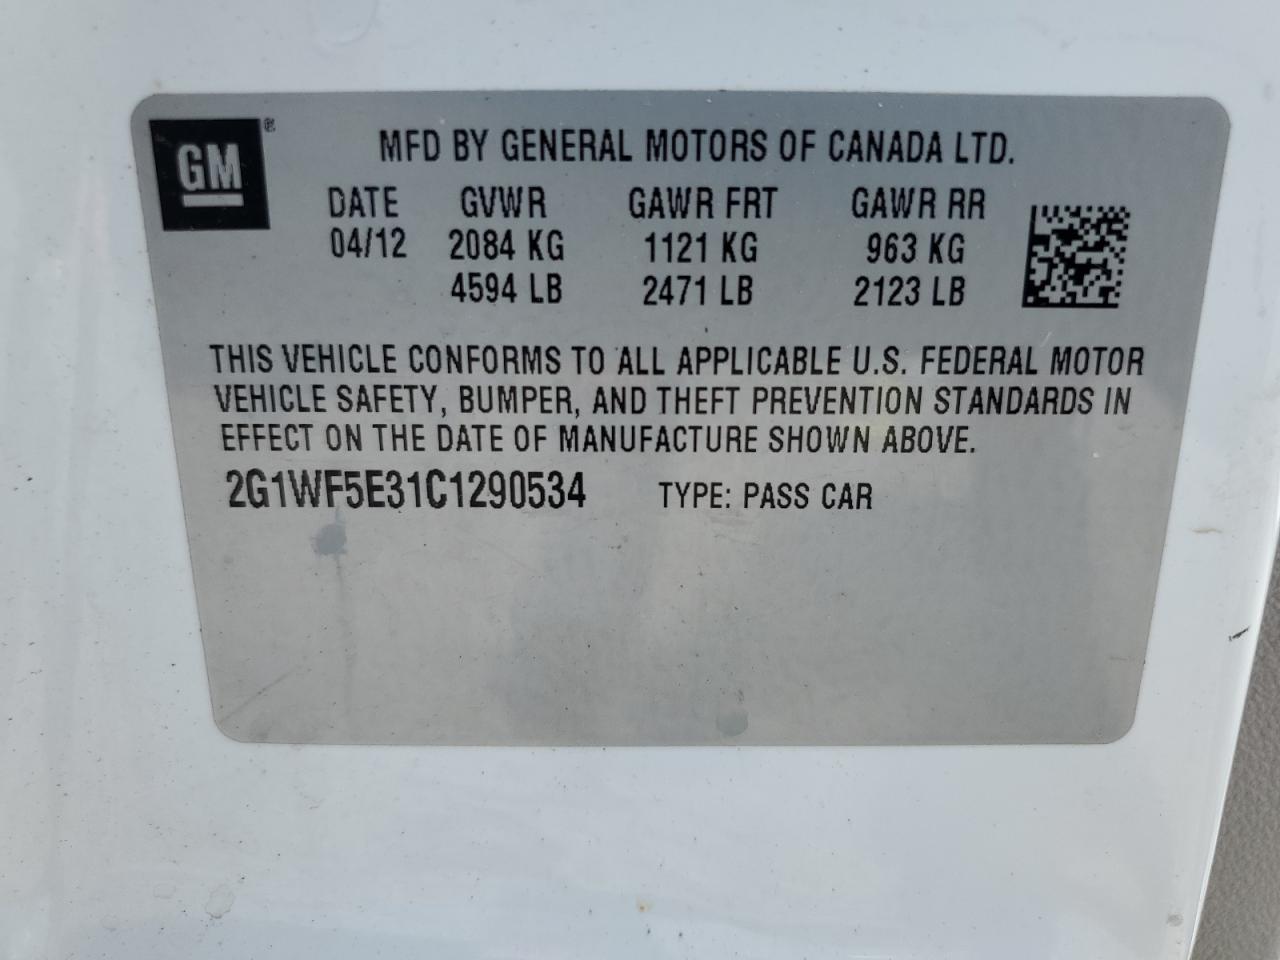 GM
MFD BY GENERAL MOTORS OF CANADA LTD.
DATE GVWR GAWR FRT GAWR RR
04/12 2084 KG 1121 KG 963 KG
4594 LB 2471 LB 2123 LB
THIS VEHICLE CONFORMS TO ALL APPLICABLE U.S. FEDERAL MOTOR
VEHICLE SAFETY, BUMPER, AND THEFT PREVENTION STANDARDS IN
EFFECT ON THE DATE OF MANUFACTURE SHOWN ABOVE.
2G1WF5E31C1290534 TYPE: PASS CAR